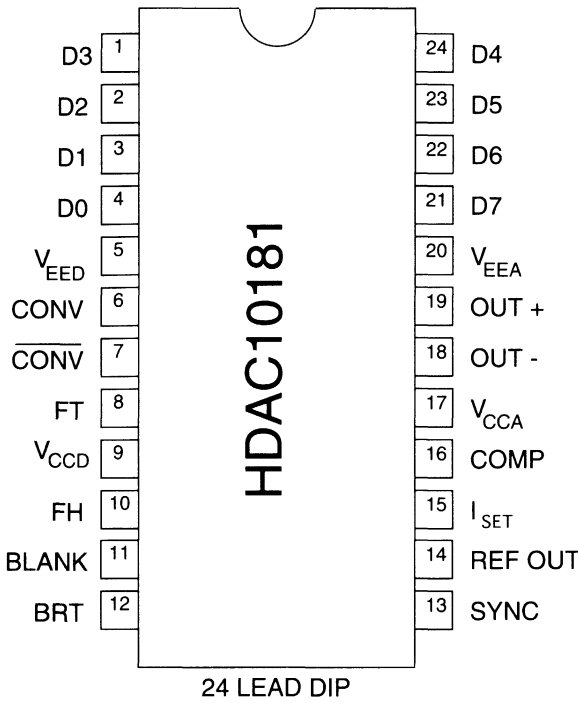 D3 1 24 D4
D2 2 23 D5
D1 3 22 D6
D0 4 21 D7
VEED 5 20 VEEA
CONV 6 19 OUT +
CONV 7 18 OUT -
FT 8 17 VCCA
VCCD 9 16 COMP
FH 10 15 ISET
BLANK 11 14 REF OUT
BRT 12 13 SYNC
HDAC10181
24 LEAD DIP